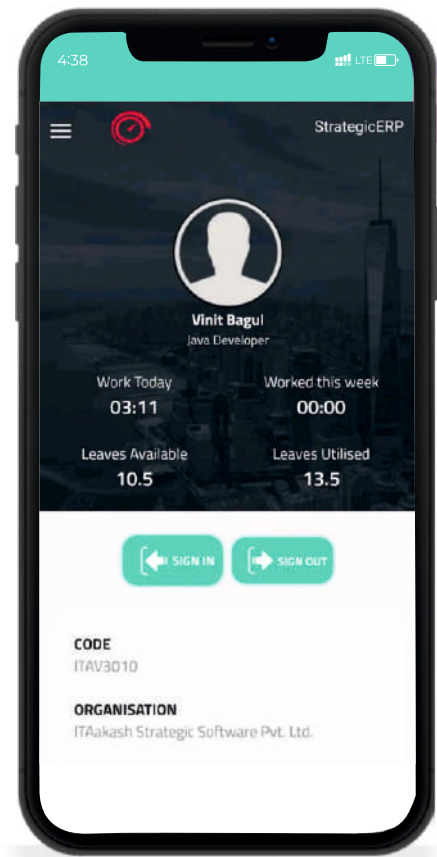 4:38 LTE
StrategicERP
Vinit Bagul
Java Developer
Work Today Worked this week
03:11 00:00
Leaves Available Leaves Utilised
10.5 13.5
SIGN IN SIGN OUT
CODE
ITAV3010
ORGANISATION
ITAakash Strategic Software Pvt. Ltd.